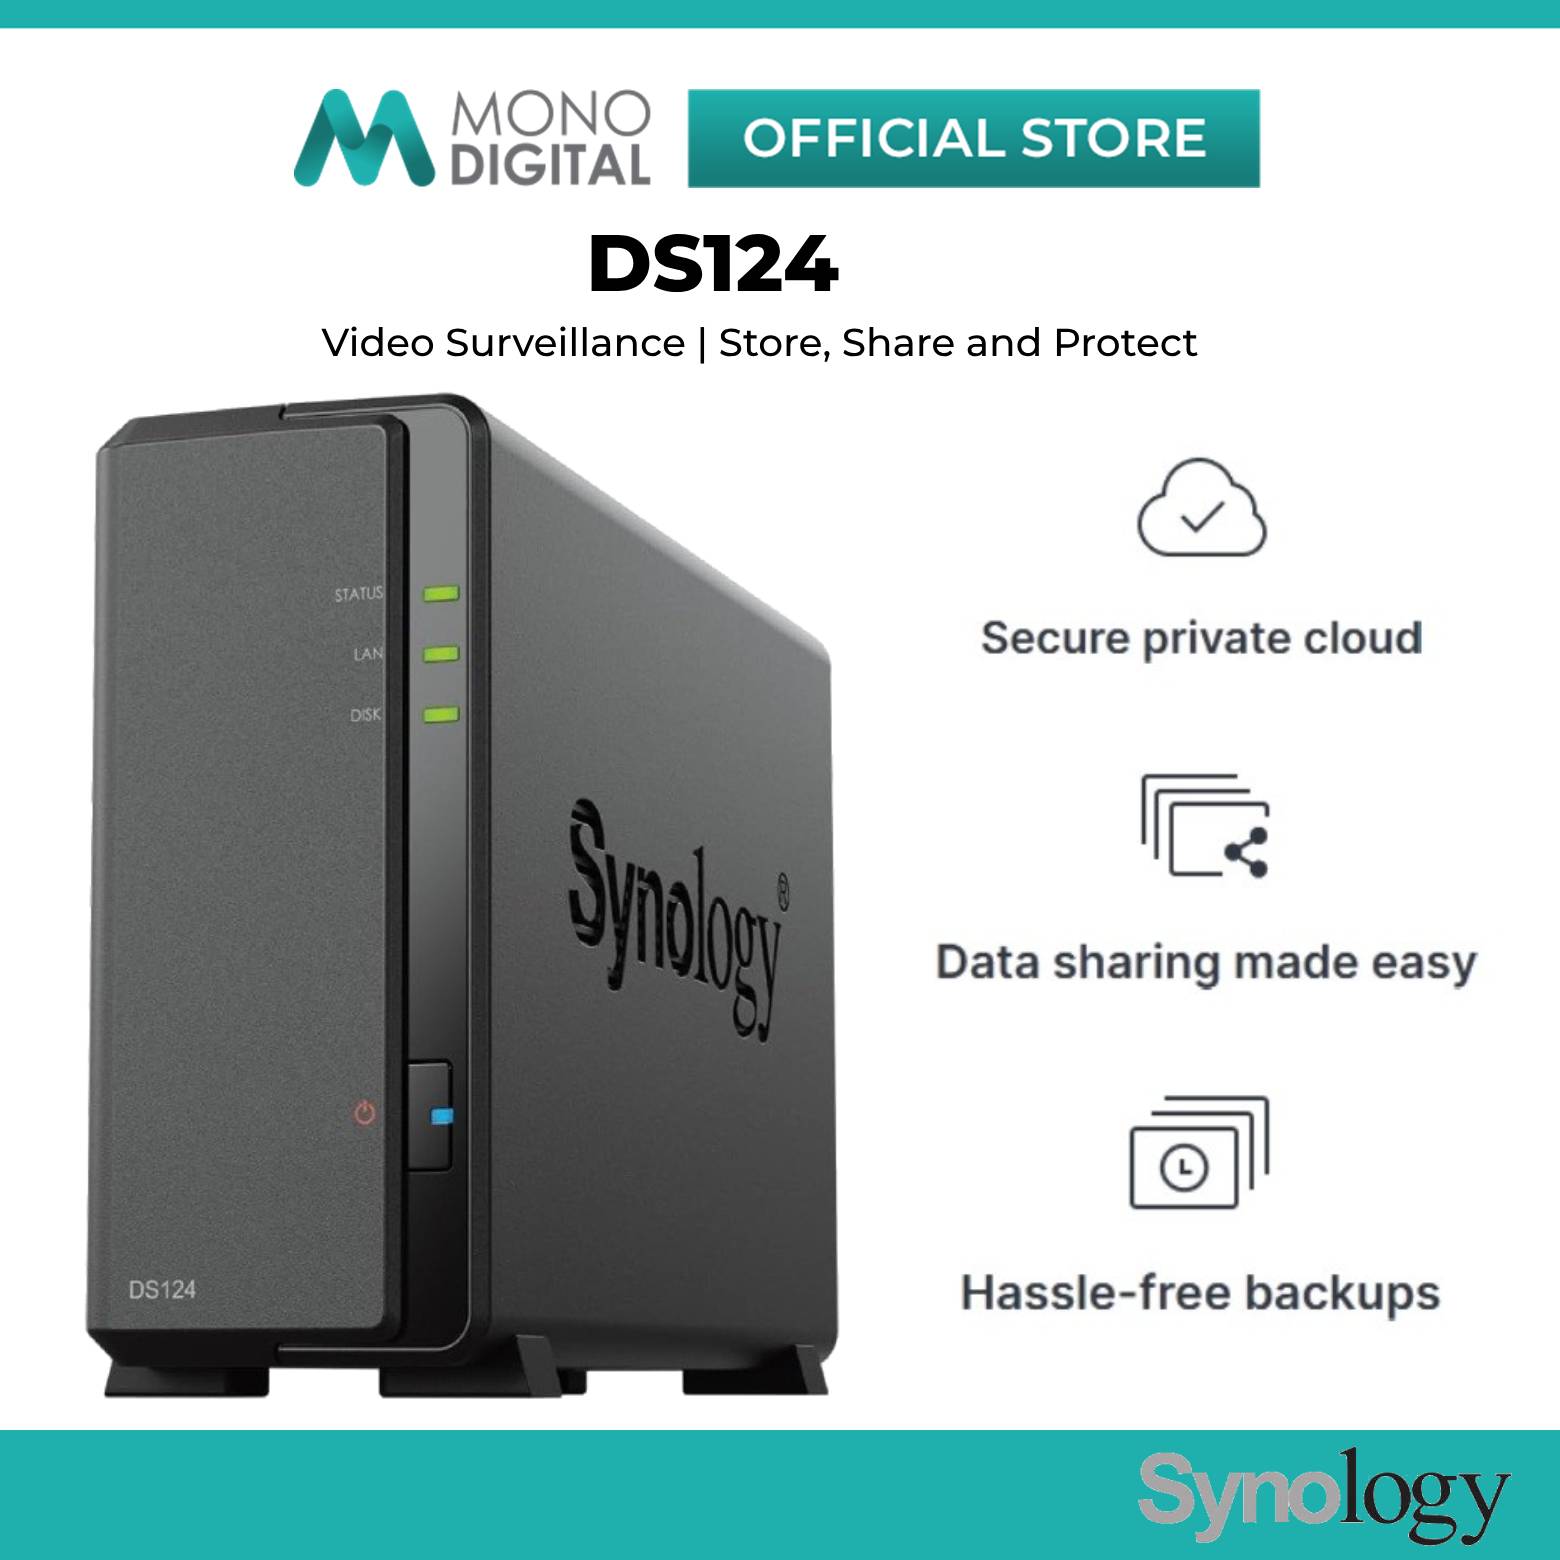 MONO
DIGITAL
OFFICIAL STORE
DS124
Video Surveillance | Store, Share and Protect
STATUS
LAN
DISK
Synology®
DS124
Secure private cloud
Data sharing made easy
Hassle-free backups
Synology